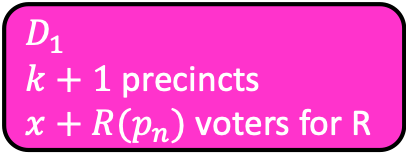 D₁
k + 1 precincts
x + R(pₙ) voters for R